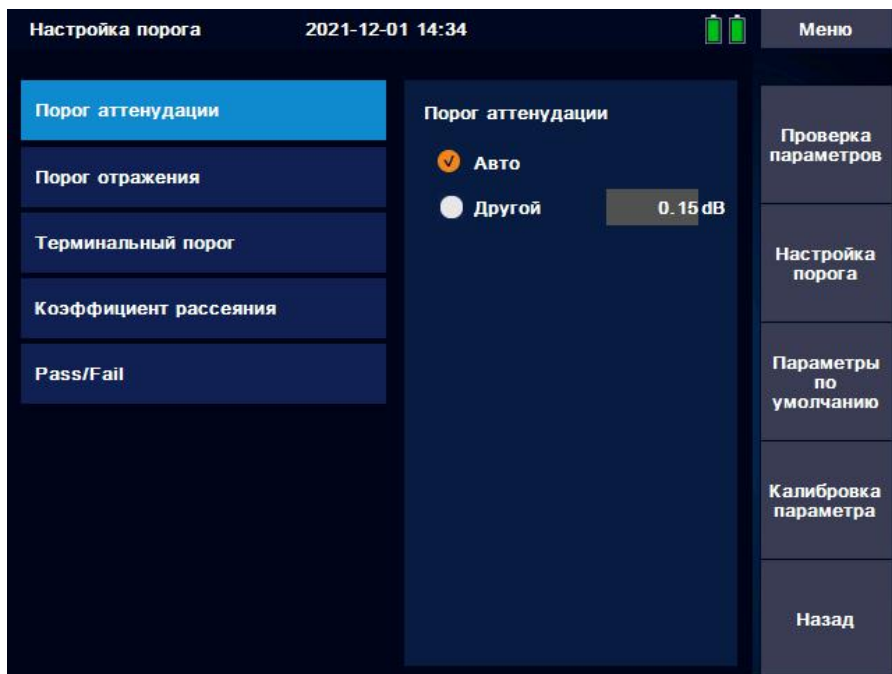 Настройка порога 2021-12-01 14:34
Меню
Порог аттенудации
Порог отражения
Терминальный порог
Коэффициент рассеяния
Pass/Fail
Порог аттенудации
Авто
Другой 0.15 dB
Проверка
параметров
Настройка
порога
Параметры
по
умолчанию
Калибровка
параметра
Назад